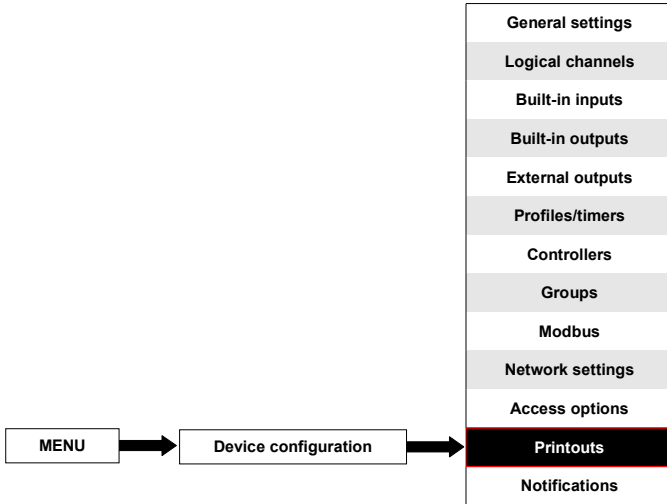 General settings
Logical channels
Built-in inputs
Built-in outputs
External outputs
Profiles/timers
Controllers
Groups
Modbus
Network settings
Access options
MENU Device configuration Printouts
Notifications